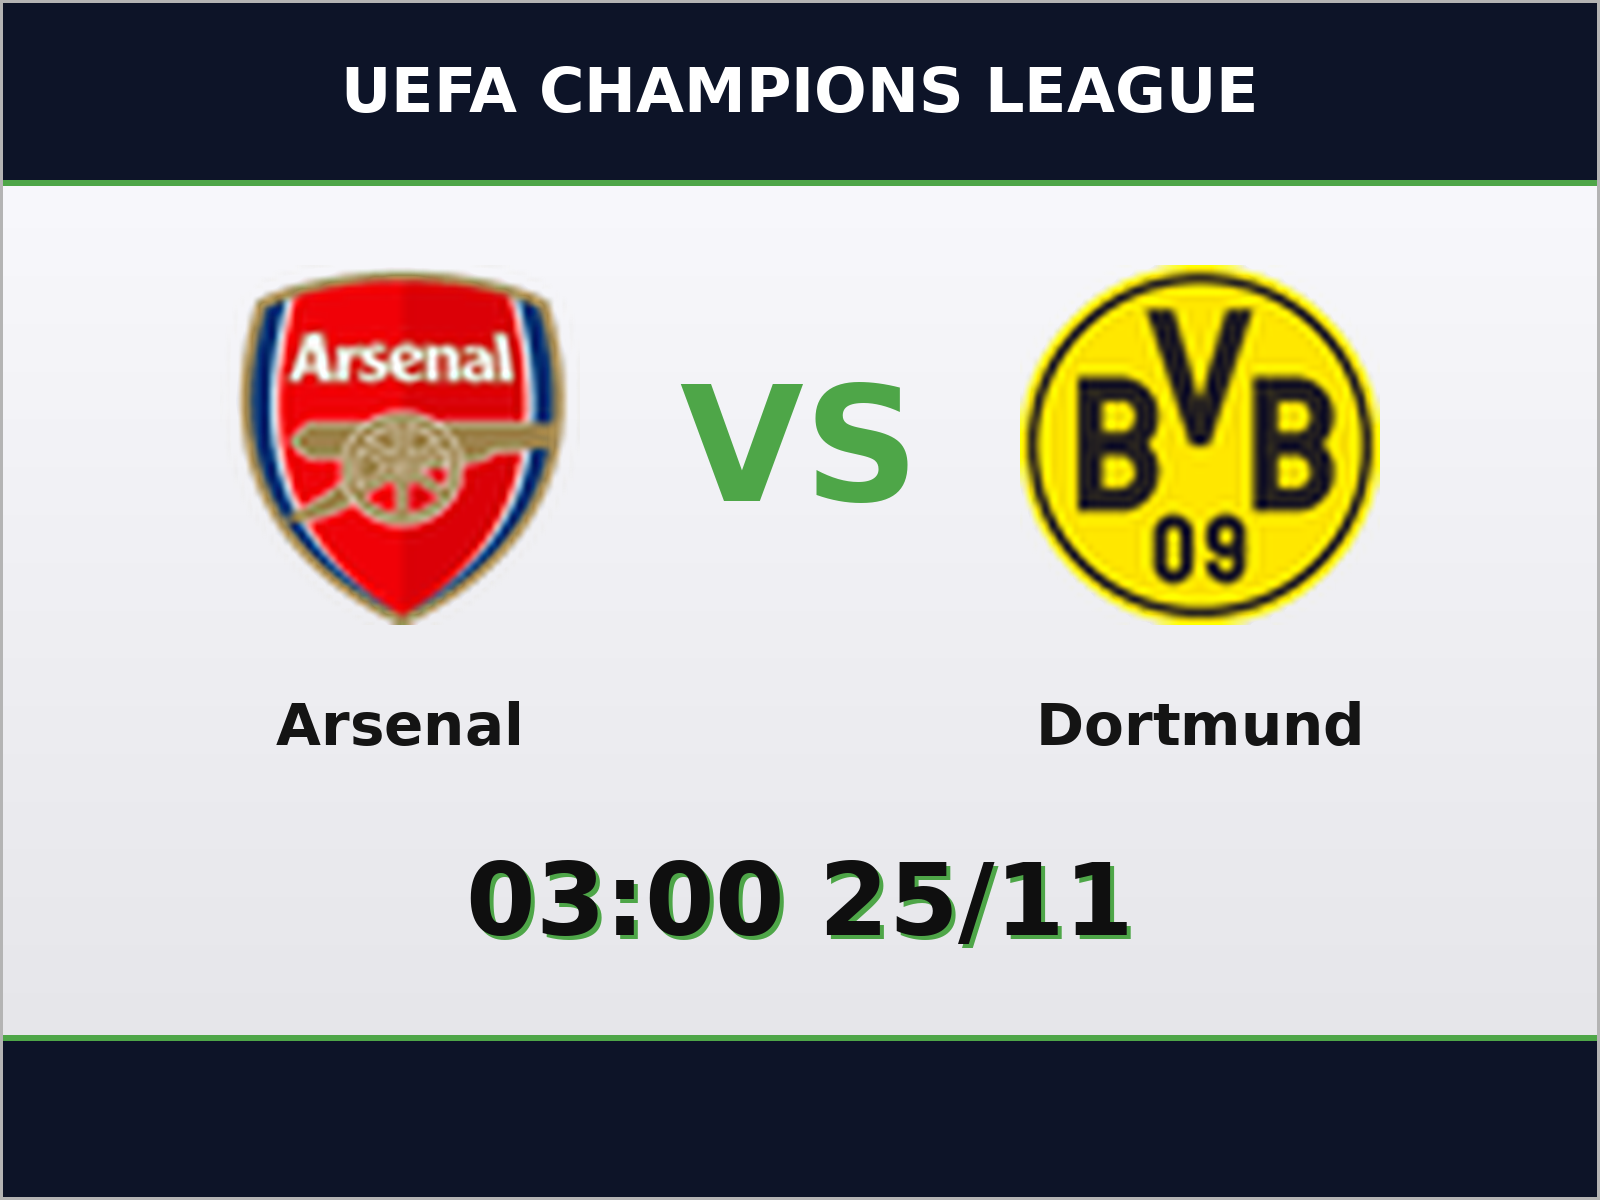 UEFA CHAMPIONS LEAGUE
Arsenal
VS
BVB
09
Arsenal
Dortmund
03:00 25/11